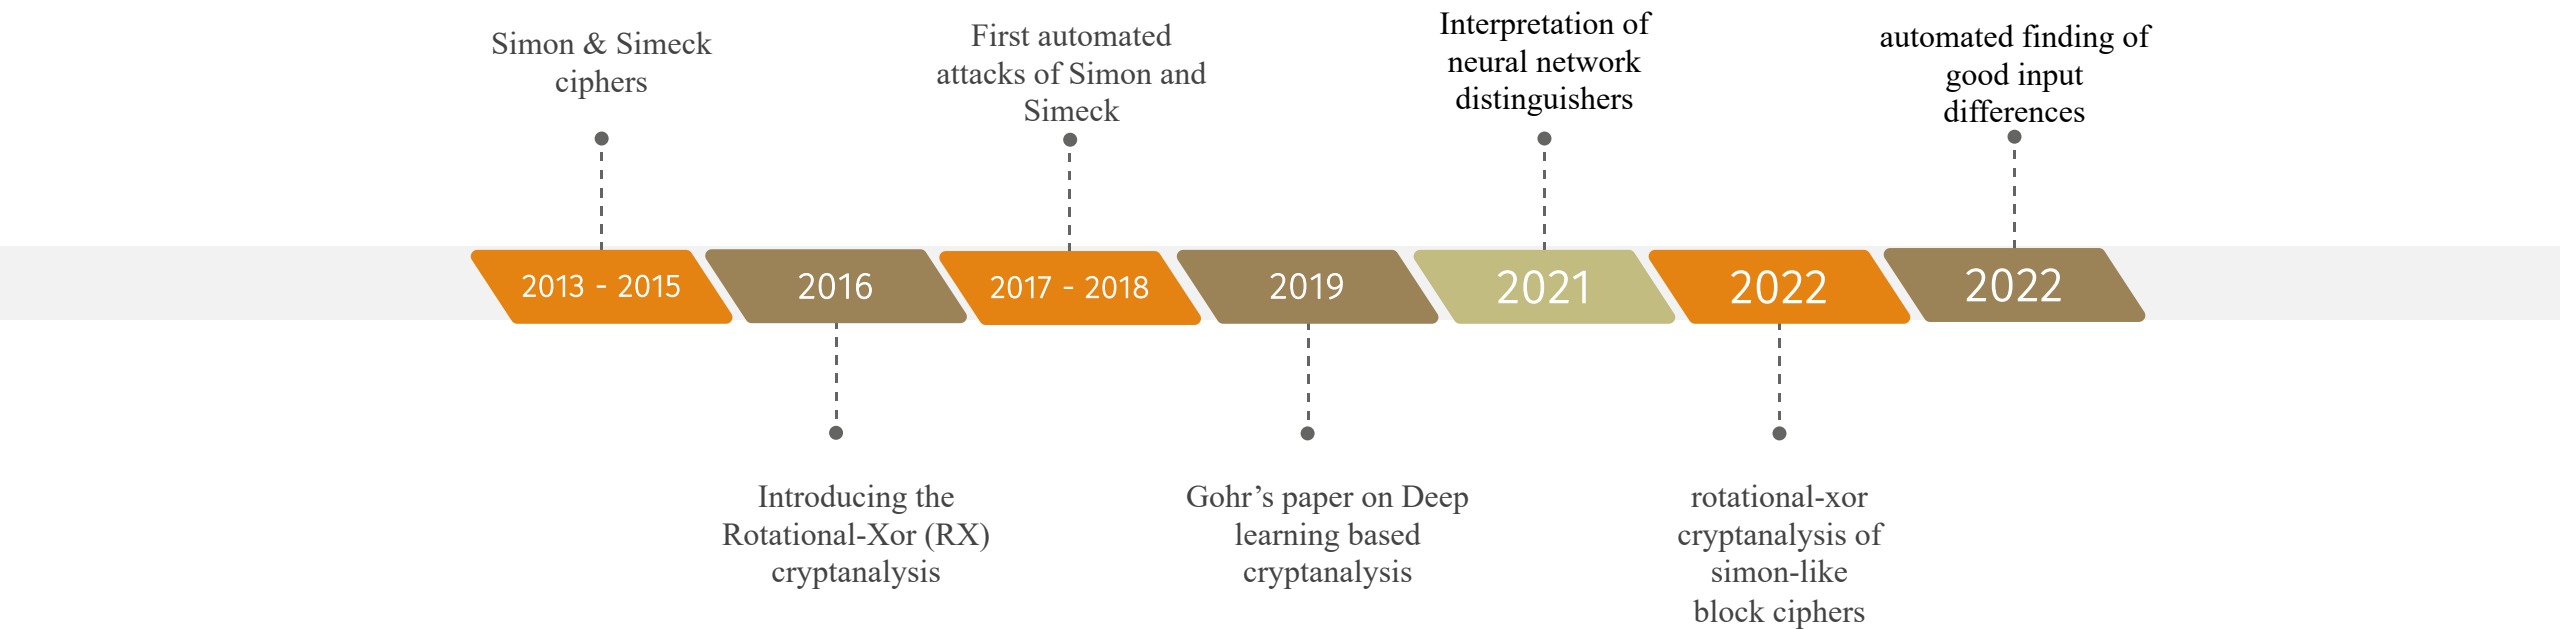 Simon & Simeck
ciphers
First automated
attacks of Simon and
Simeck
Interpretation of
neural network
distinguishers
automated finding of
good input
differences
2013 - 2015
2016
2017 - 2018
2019
2021
2022
2022
Introducing the
Rotational-Xor (RX)
cryptanalysis
Gohr’s paper on Deep
learning based
cryptanalysis
rotational-xor
cryptanalysis of
simon-like
block ciphers